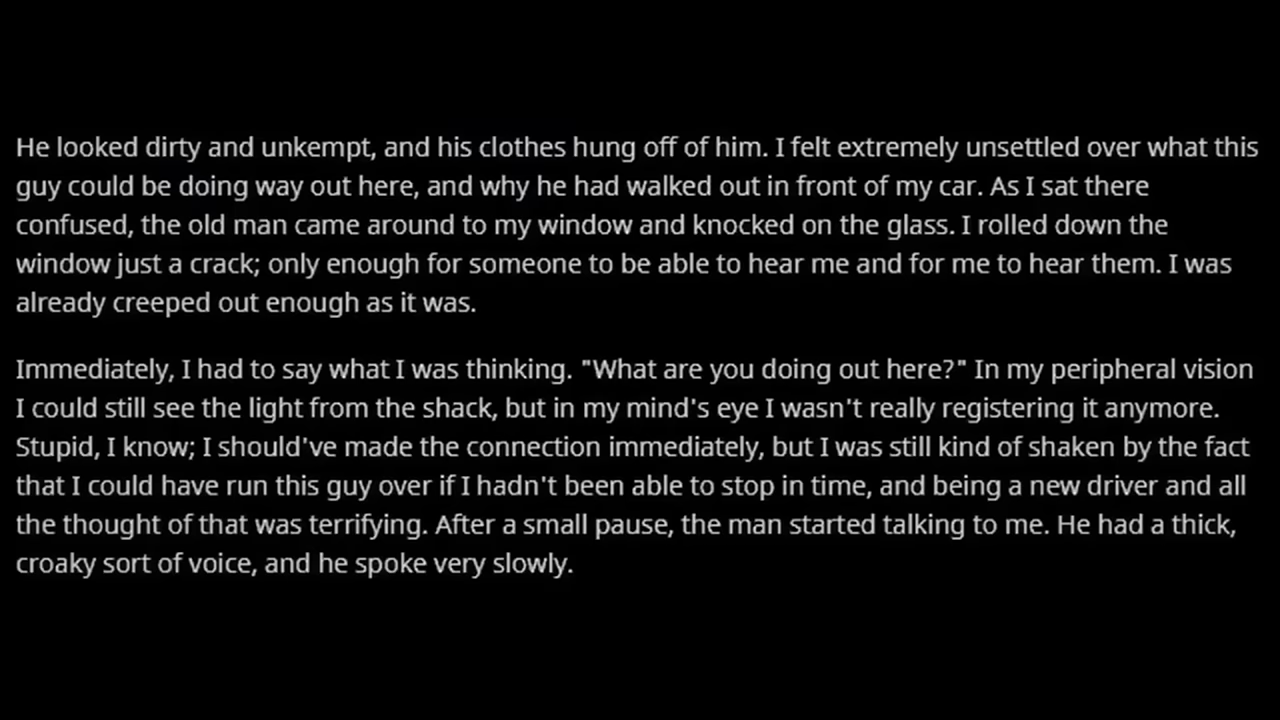 He looked dirty and unkempt, and his clothes hung off of him. I felt extremely unsettled over what this
guy could be doing way out here, and why he had walked out in front of my car. As I sat there
confused, the old man came around to my window and knocked on the glass. I rolled down the
window just a crack; only enough for someone to be able to hear me and for me to hear them. I was
already creeped out enough as it was.
Immediately, I had to say what I was thinking. "What are you doing out here?" In my peripheral vision
I could still see the light from the shack, but in my mind's eye I wasn't really registering it anymore.
Stupid, I know; I should've made the connection immediately, but I was still kind of shaken by the fact
that I could have run this guy over if I hadn't been able to stop in time, and being a new driver and all
the thought of that was terrifying. After a small pause, the man started talking to me. He had a thick,
croaky sort of voice, and he spoke very slowly.